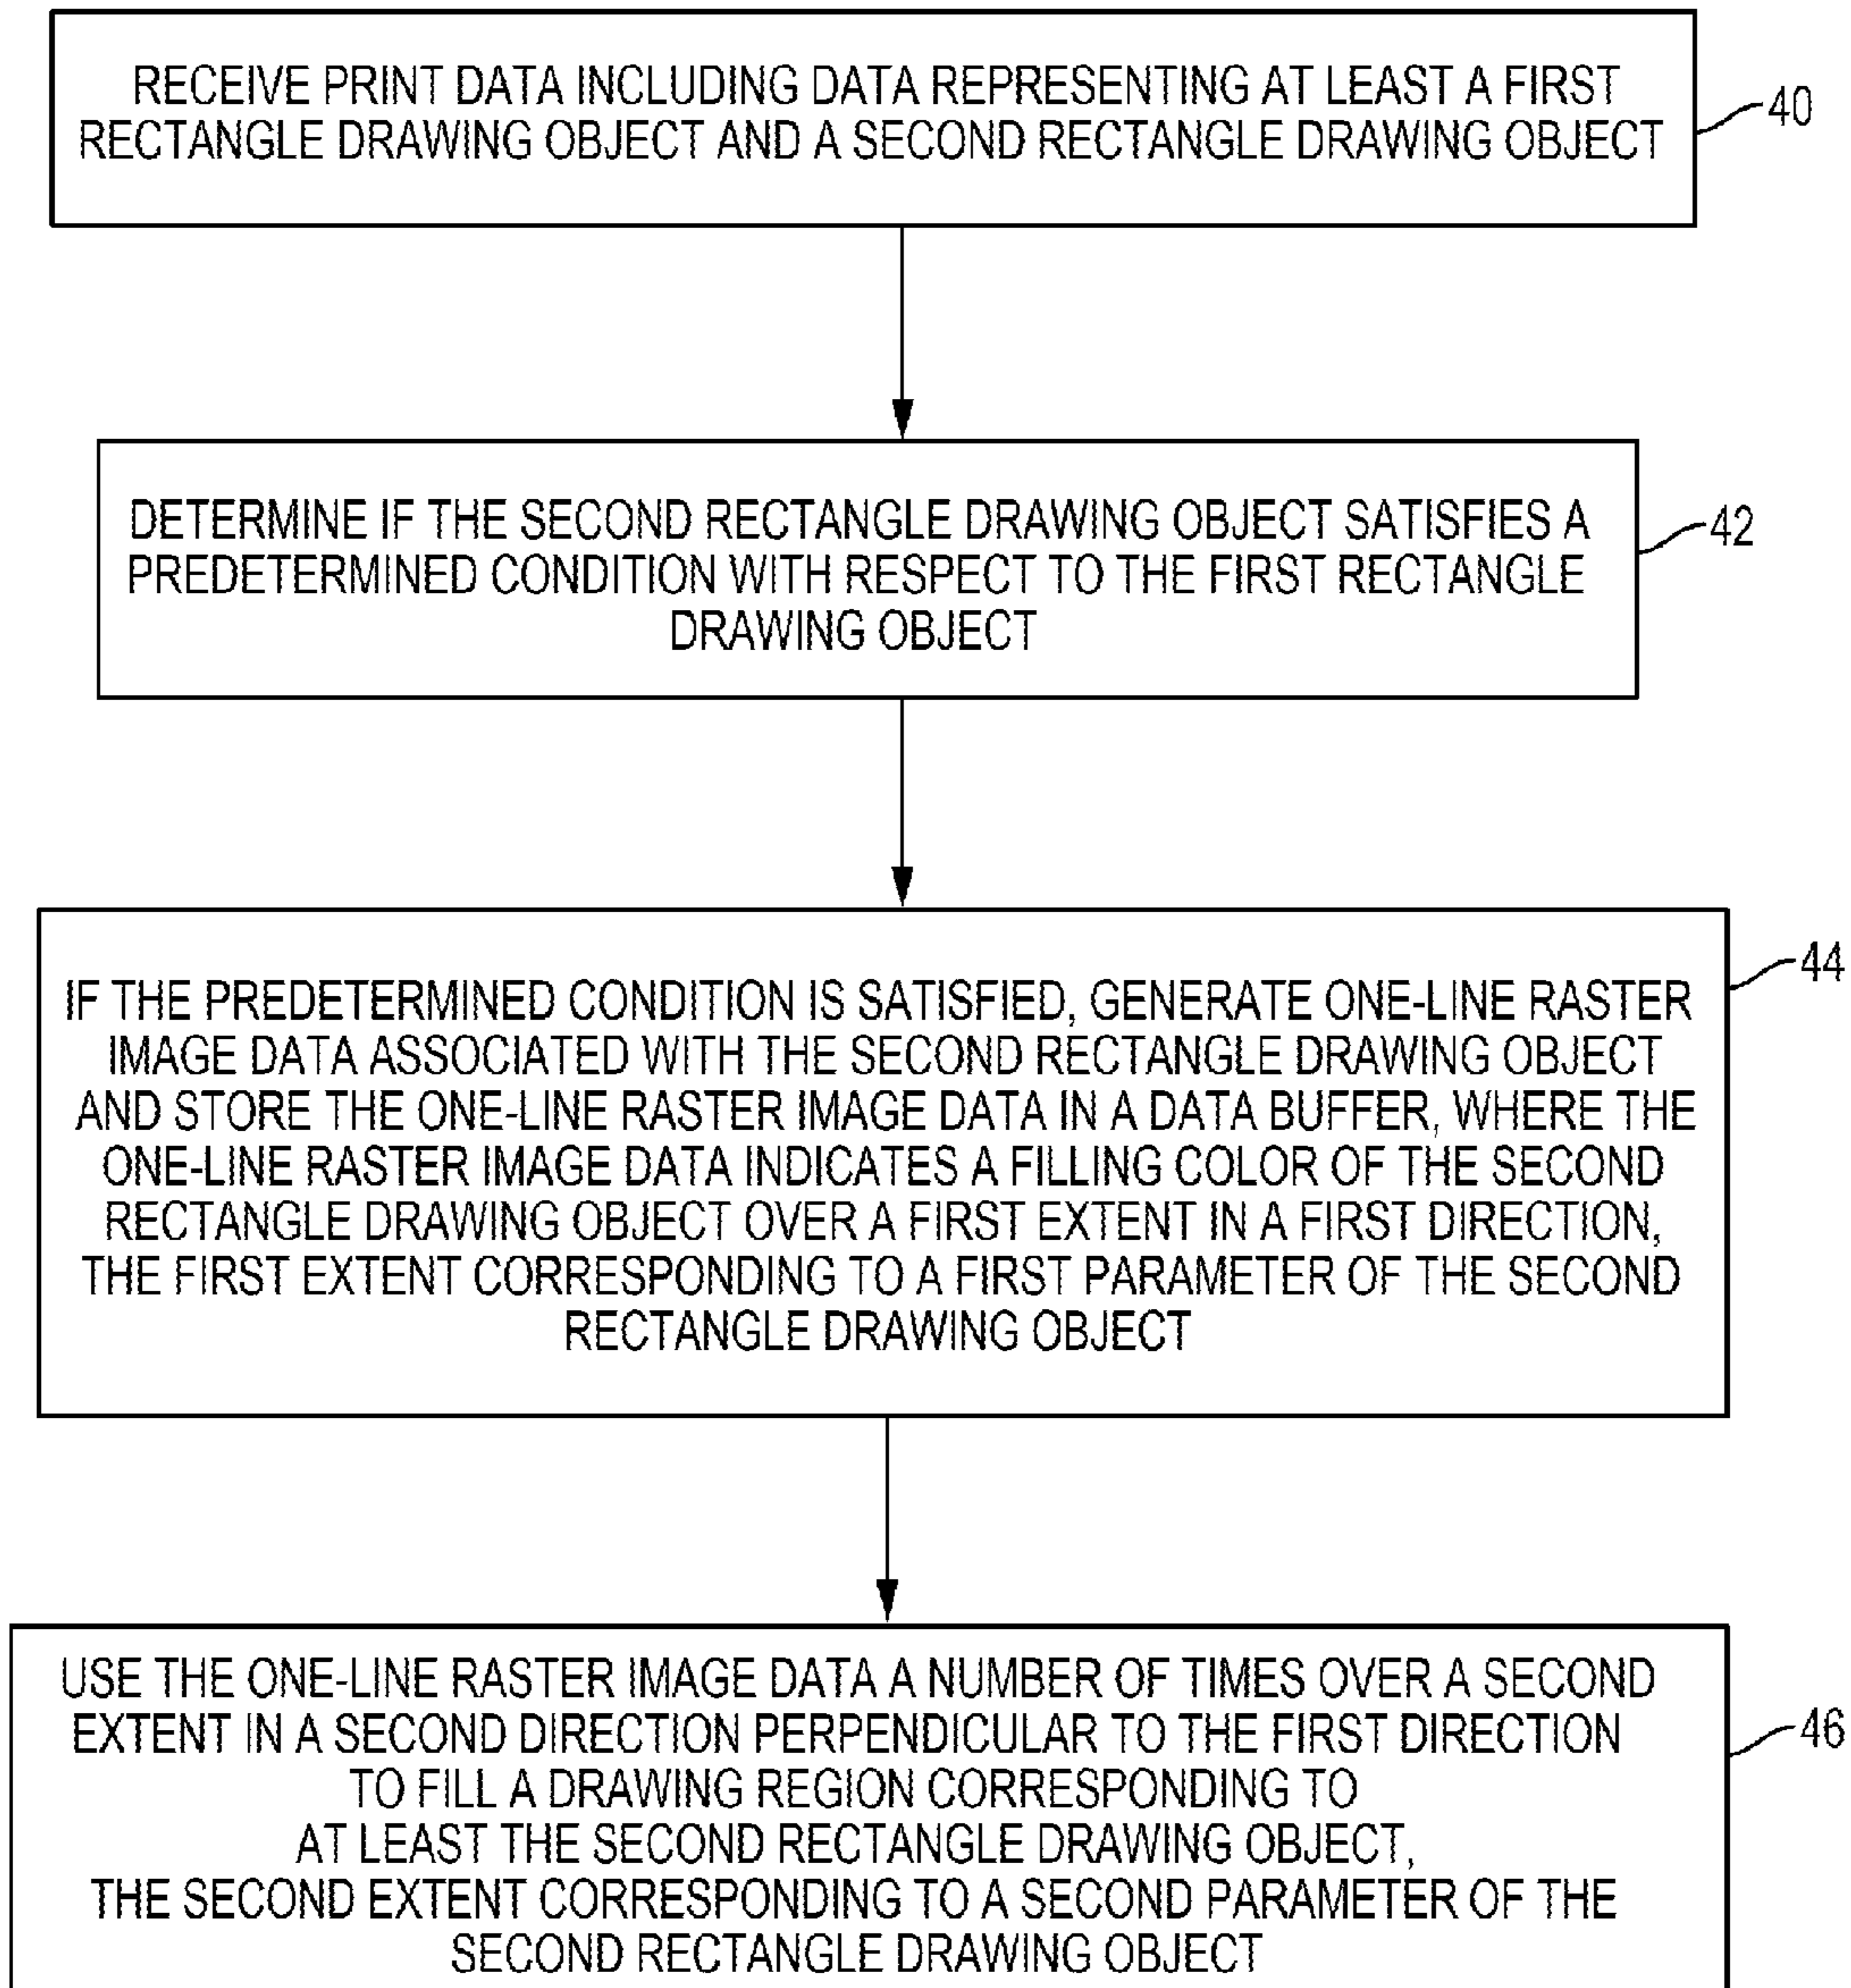 RECEIVE PRINT DATA INCLUDING DATA REPRESENTING AT LEAST A FIRST
RECTANGLE DRAWING OBJECT AND A SECOND RECTANGLE DRAWING OBJECT
40
DETERMINE IF THE SECOND RECTANGLE DRAWING OBJECT SATISFIES A
PREDETERMINED CONDITION WITH RESPECT TO THE FIRST RECTANGLE
DRAWING OBJECT
42
IF THE PREDETERMINED CONDITION IS SATISFIED, GENERATE ONE-LINE RASTER
IMAGE DATA ASSOCIATED WITH THE SECOND RECTANGLE DRAWING OBJECT
AND STORE THE ONE-LINE RASTER IMAGE DATA IN A DATA BUFFER, WHERE THE
ONE-LINE RASTER IMAGE DATA INDICATES A FILLING COLOR OF THE SECOND
RECTANGLE DRAWING OBJECT OVER A FIRST EXTENT IN A FIRST DIRECTION,
THE FIRST EXTENT CORRESPONDING TO A FIRST PARAMETER OF THE SECOND
RECTANGLE DRAWING OBJECT
44
USE THE ONE-LINE RASTER IMAGE DATA A NUMBER OF TIMES OVER A SECOND
EXTENT IN A SECOND DIRECTION PERPENDICULAR TO THE FIRST DIRECTION
TO FILL A DRAWING REGION CORRESPONDING TO
AT LEAST THE SECOND RECTANGLE DRAWING OBJECT,
THE SECOND EXTENT CORRESPONDING TO A SECOND PARAMETER OF THE
SECOND RECTANGLE DRAWING OBJECT
46